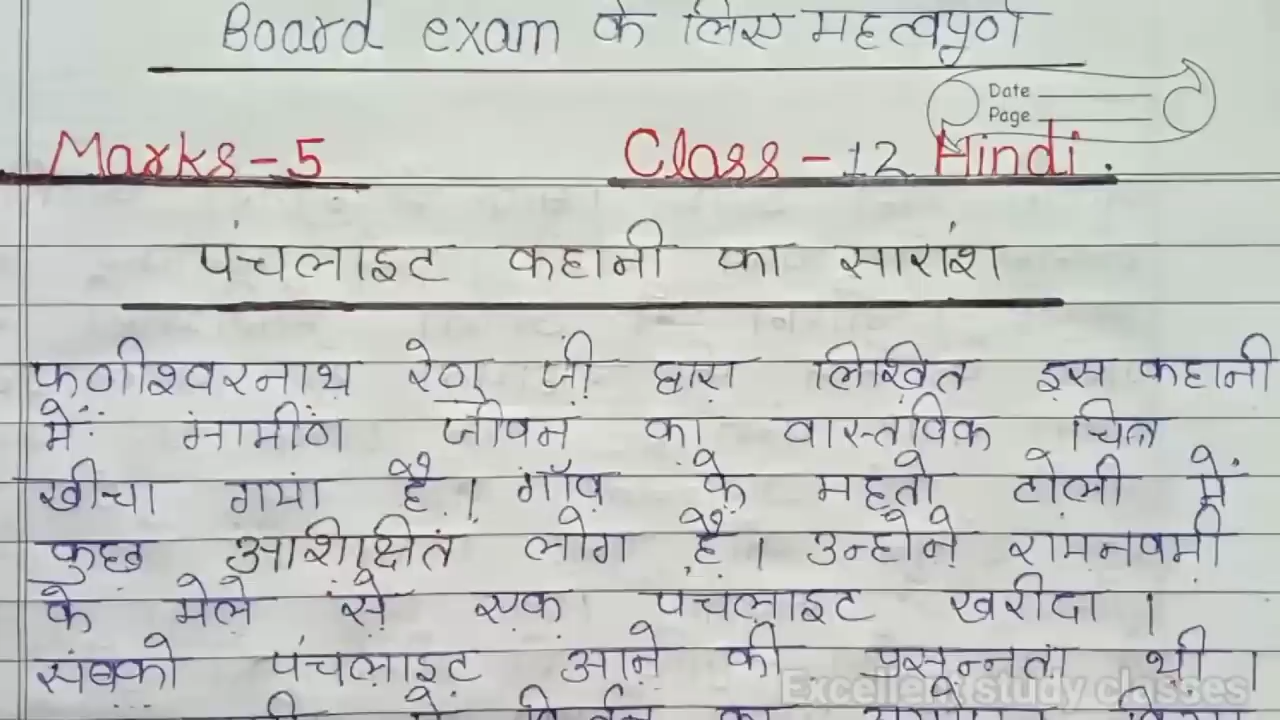 Board exam के लिए महत्वपूर्ण
Date
Page
Marks-5 Class-12 Hindi.
पंचलाइट कहानी का सारांश
फणीश्वरनाथ रेणु जी द्वारा लिखित इस कहानी
में ग्रामीण जीवन का वास्तविक चित्र
खींचा गया है। गाँव के महतो टोली में
कुछ आशिक्षित लोग हैं। उन्होने रामनवमी
के मेले से एक पंचलाइट खरीदा।
सबको पंचलाइट आने की प्रसन्नता थी।
Excellent study classes